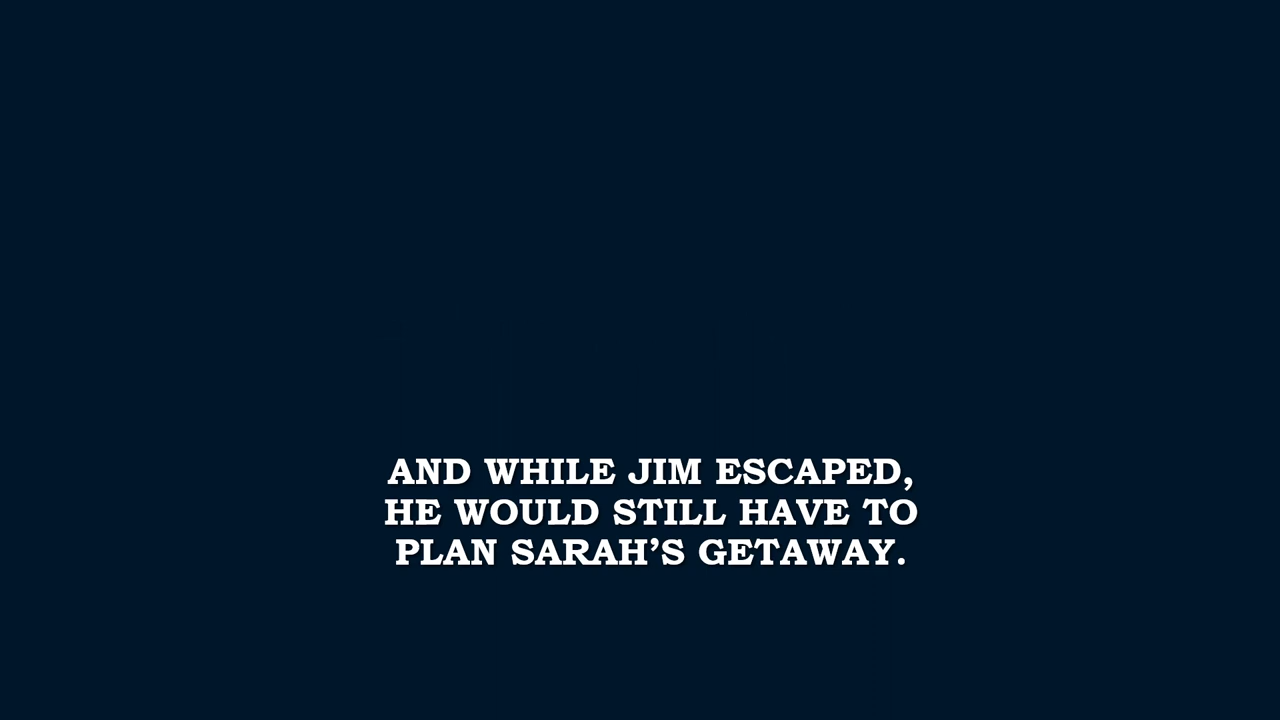 AND WHILE JIM ESCAPED,
HE WOULD STILL HAVE TO
PLAN SARAH’S GETAWAY.